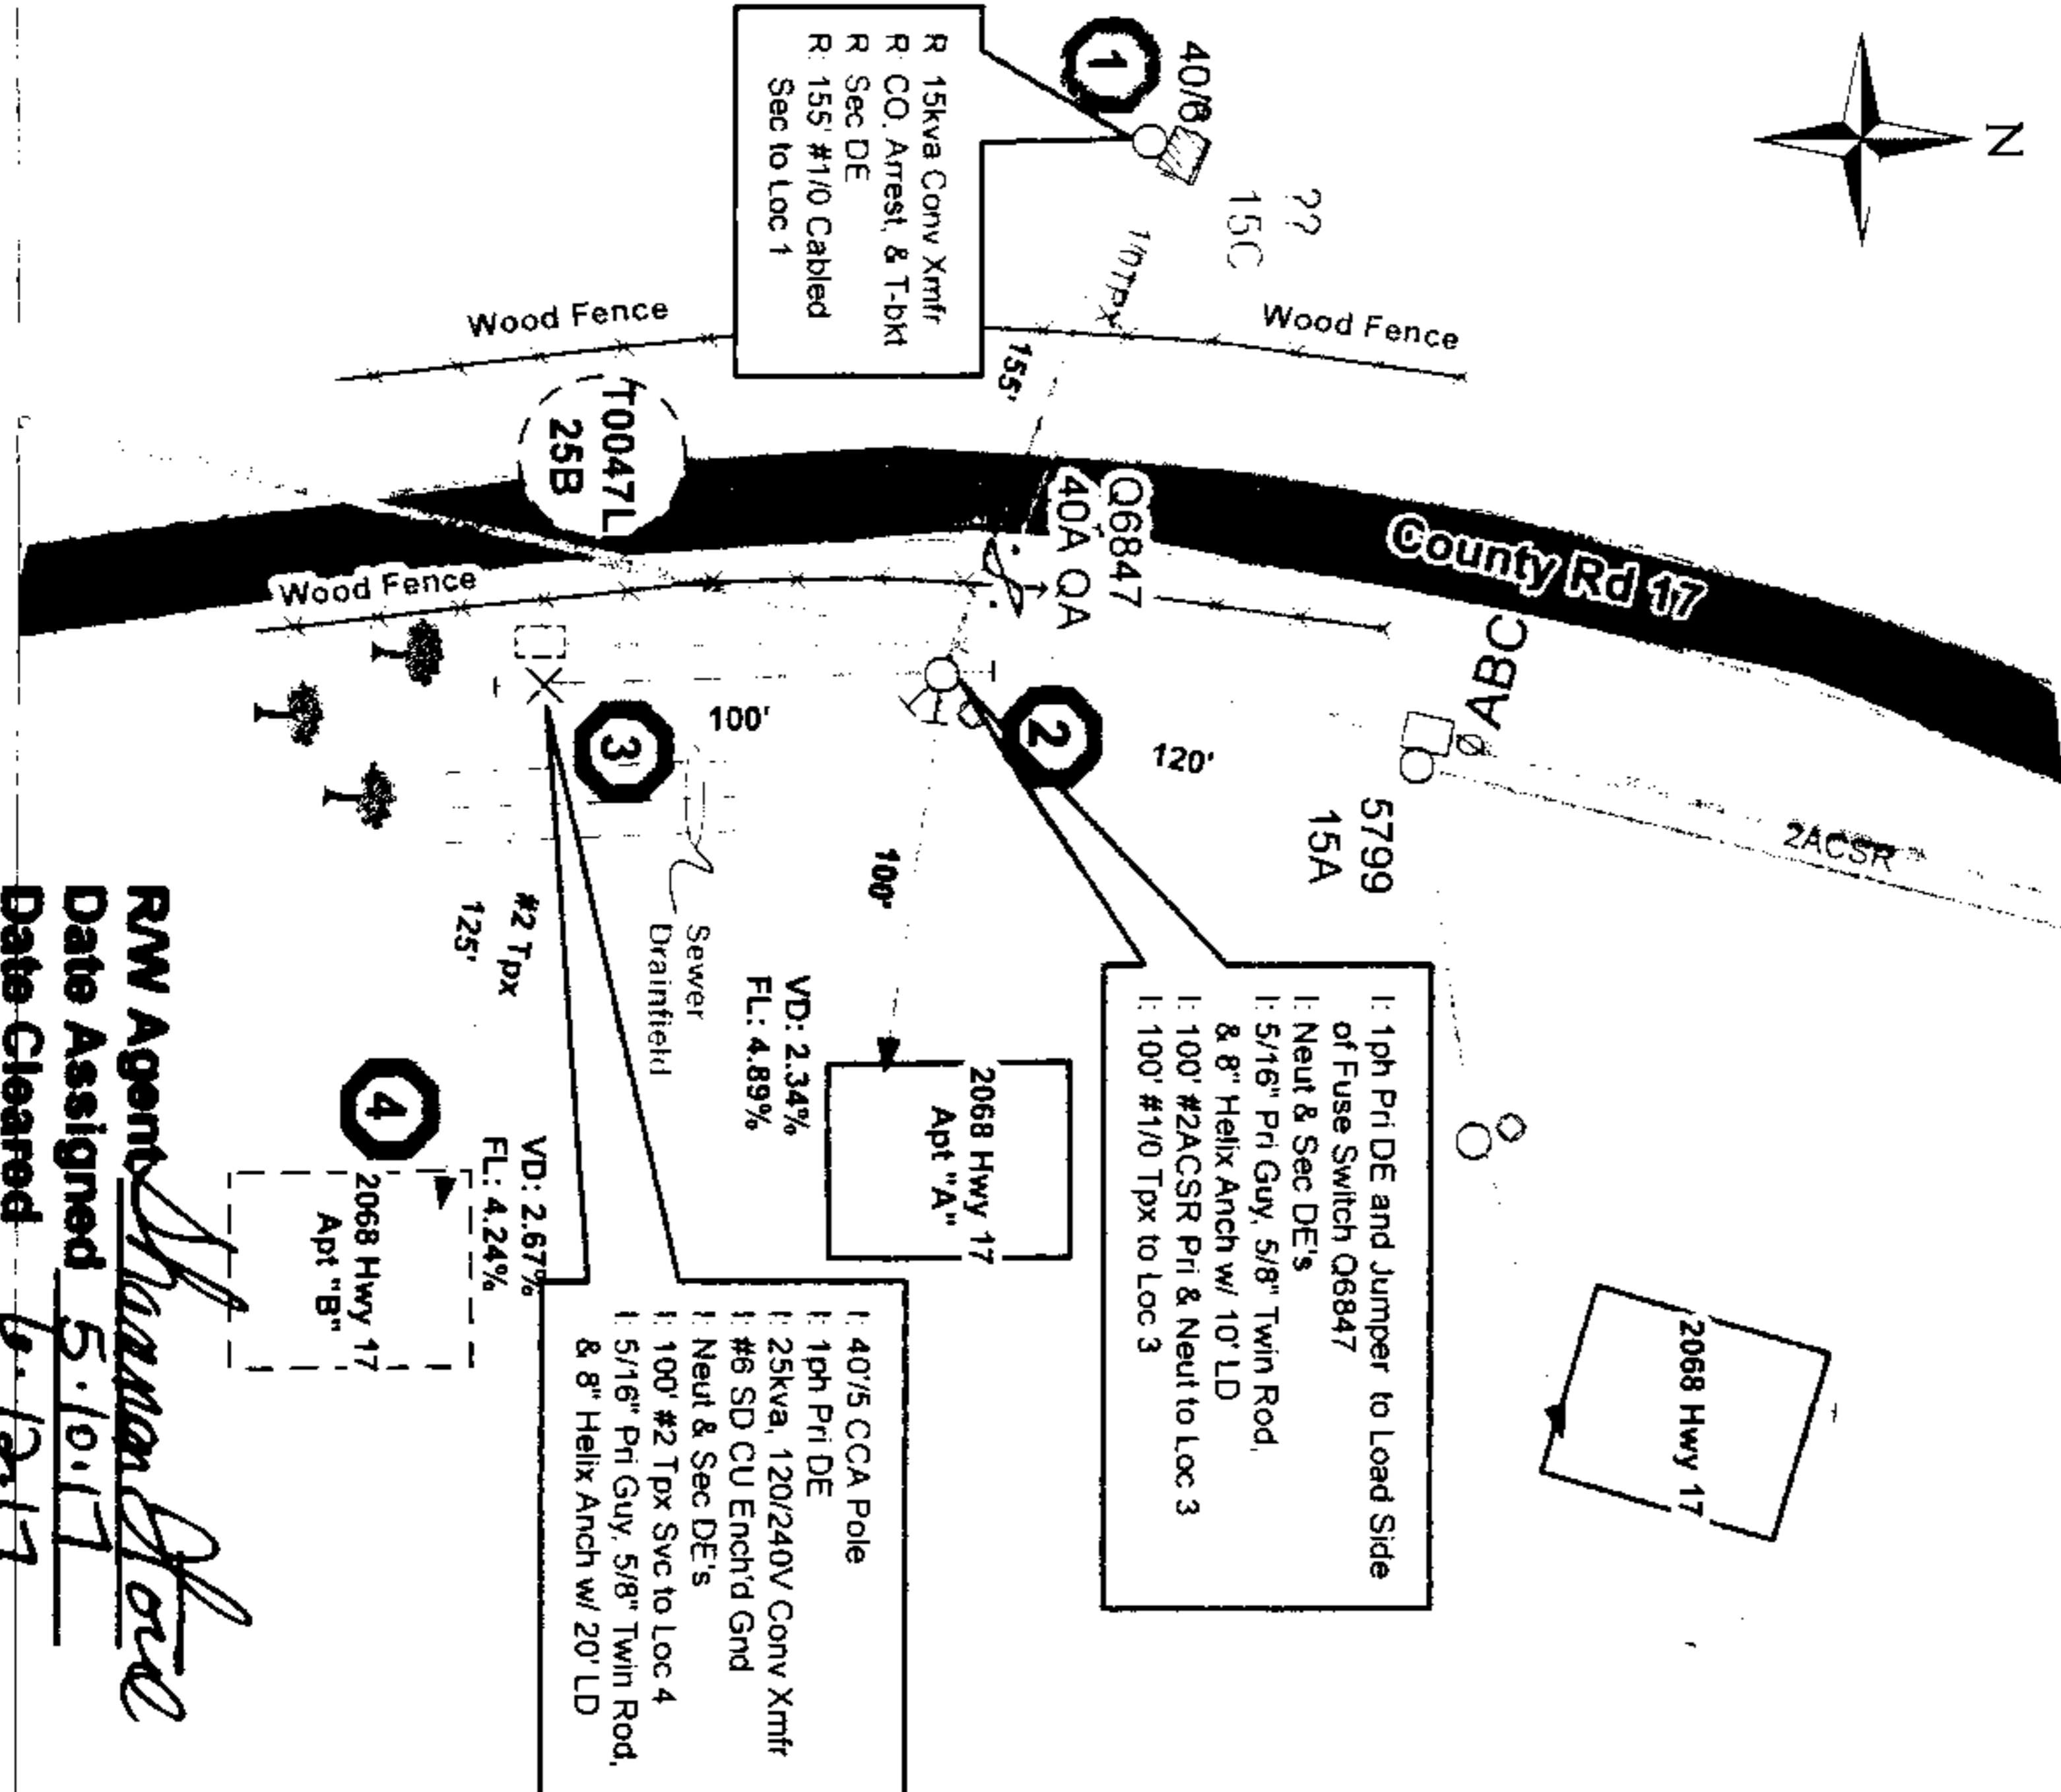 N
40/6
1
??
15C
R: 15kva Conv Xmfr
R: CO, Arrest, & T-bkt
R: Sec DE
R: 155' #1/0 Cabled
Sec to Loc 1
1/0TPX
Wood Fence
Wood Fence
155'
T0047L
25B
Q6847
40A QA
County Rd 17
Wood Fence
ABC
2
3
100'
120'
5799
15A
2ACSR
100'
#2 Tpx
125'
Sewer
Drainfield
VD: 2.34%
FL: 4.89%
2068 Hwy 17
Apt "A"
I: 1ph Pri DE and Jumper to Load Side
of Fuse Switch Q6847
I: Neut & Sec DE's
I: 5/16" Pri Guy, 5/8" Twin Rod,
& 8" Helix Anch w/ 10' LD
I: 100' #2ACSR Pri & Neut to Loc 3
I: 100' #1/0 Tpx to Loc 3
2068 Hwy 17
4
VD: 2.67%
FL: 4.24%
2068 Hwy 17
Apt "B"
I: 40'/5 CCA Pole
I: 1ph Pri DE
I: 25kva, 120/240V Conv Xmfr
I: #6 SD CU Ench'd Gnd
I: Neut & Sec DE's
I: 100' #2 Tpx Svc to Loc 4
I: 5/16" Pri Guy, 5/8" Twin Rod,
& 8" Helix Anch w/ 20' LD
R/W Agent
Date Assigned 5.10.17
Date Cleared 6.12.17